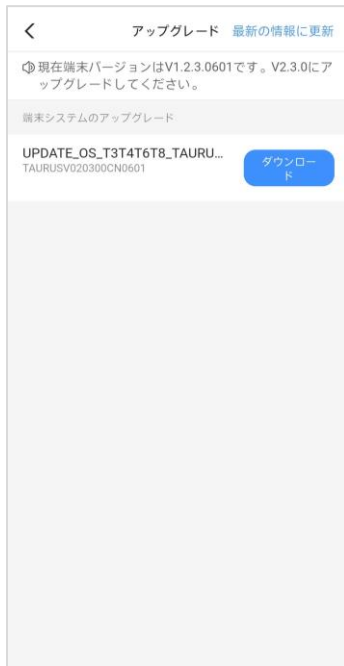 アップグレード 最新の情報に更新
現在端末バージョンはV1.2.3.0601です。V2.3.0にア
ップグレードしてください。
端末システムのアップグレード
UPDATE_OS_T3T4T6T8_TAURU...
TAURUSV020300CN0601
ダウンロー
ド